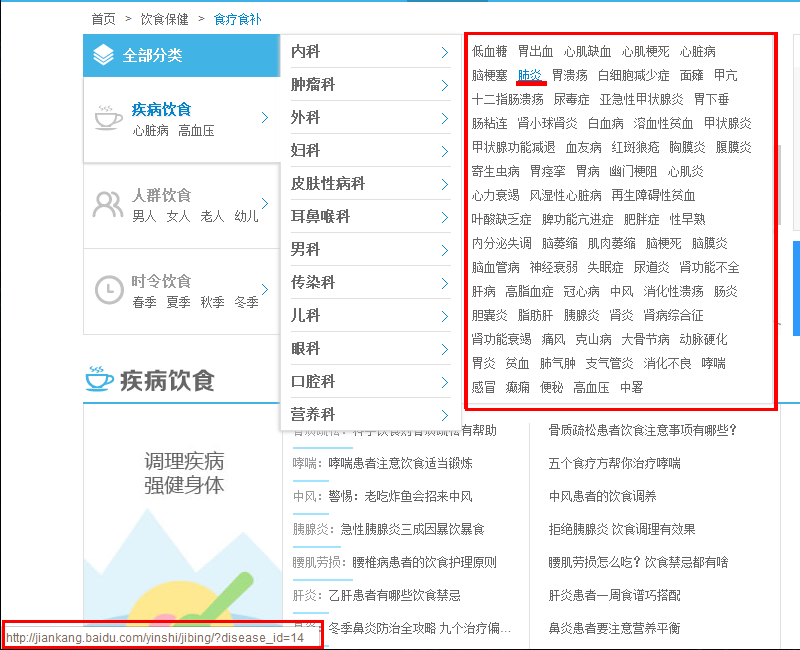 首页 > 饮食保健 > 食疗食补
全部分类
疾病饮食
心脏病 高血压
人群饮食
男人 女人 老人 幼儿
时令饮食
春季 夏季 秋季 冬季
内科
肿瘤科
外科
妇科
皮肤性病科
耳鼻喉科
男科
传染科
儿科
眼科
口腔科
营养科
低血糖 胃出血 心肌缺血 心肌梗死 心脏病
脑梗塞 肺炎 胃溃疡 白细胞减少症 面瘫 甲亢
十二指肠溃疡 尿毒症 亚急性甲状腺炎 胃下垂
肠粘连 肾小球肾炎 白血病 溶血性贫血 甲状腺炎
甲状腺功能减退 血友病 红斑狼疮 胸膜炎 腹膜炎
寄生虫病 胃痉挛 胃病 幽门梗阻 心肌炎
心力衰竭 风湿性心脏病 再生障碍性贫血
叶酸缺乏症 脾功能亢进症 肥胖症 性早熟
内分泌失调 脑萎缩 肌肉萎缩 脑梗死 脑膜炎
脑血管病 神经衰弱 失眠症 尿道炎 肾功能不全
肝病 高脂血症 冠心病 中风 消化性溃疡 肠炎
胆囊炎 脂肪肝 胰腺炎 肾炎 肾病综合征
肾功能衰竭 痛风 克山病 大骨节病 动脉硬化
胃炎 贫血 肺气肿 支气管炎 消化不良 哮喘
感冒 癫痫 便秘 高血压 中暑
疾病饮食
调理疾病
强健身体
骨质疏松：科学饮食对骨质疏松有帮助
骨质疏松患者饮食注意事项有哪些？
哮喘：哮喘患者注意饮食适当锻炼
五个食疗方帮你治疗哮喘
中风：警惕：老吃炸鱼会招来中风
中风患者的饮食调养
胰腺炎：急性胰腺炎三成因暴饮暴食
拒绝胰腺炎 饮食调理有效果
腰肌劳损：腰椎病患者的饮食护理原则
腰肌劳损怎么吃？饮食禁忌都有啥
肝炎：乙肝患者有哪些饮食禁忌
肝炎患者一周食谱巧搭配
鼻炎：冬季鼻炎防治全攻略 九个治疗偏...
鼻炎患者要注意营养平衡
http://jiankang.baidu.com/yinshi/jibing/?disease_id=14